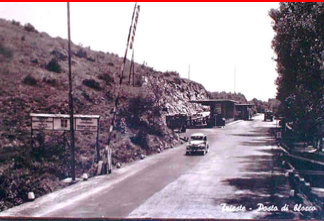 Trieste - Posto di blocco